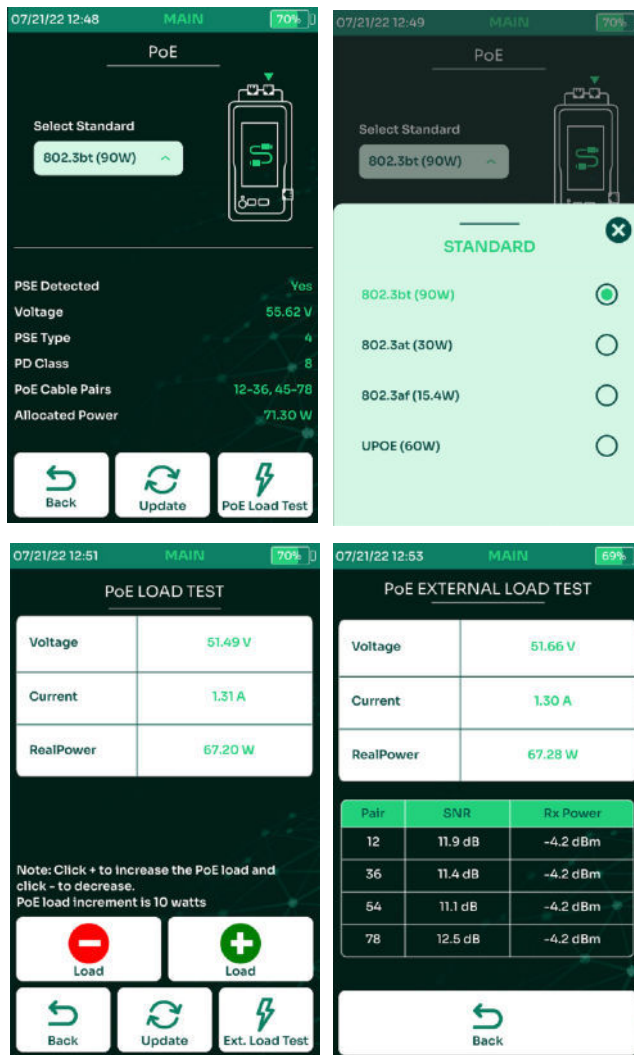 07/21/22 12:48 MAIN 70%
PoE
Select Standard
802.3bt (90W)
PSE Detected Yes
Voltage 55.62 V
PSE Type 4
PD Class 8
PoE Cable Pairs 12-36, 45-78
Allocated Power 71.30 W
Back Update PoE Load Test
07/21/22 12:49 MAIN 70%
PoE
Select Standard
802.3bt (90W)
STANDARD
802.3bt (90W)
802.3at (30W)
802.3af (15.4W)
UPOE (60W)
07/21/22 12:51 MAIN 70%
PoE LOAD TEST
Voltage 51.49 V
Current 1.31 A
RealPower 67.20 W
Note: Click + to increase the PoE load and
click - to decrease.
PoE load increment is 10 watts
Load Load
Back Update Ext. Load Test
07/21/22 12:53 MAIN 69%
PoE EXTERNAL LOAD TEST
Voltage 51.66 V
Current 1.30 A
RealPower 67.28 W
Pair SNR Rx Power
12 11.9 dB -4.2 dBm
36 11.4 dB -4.2 dBm
54 11.1 dB -4.2 dBm
78 12.5 dB -4.2 dBm
Back